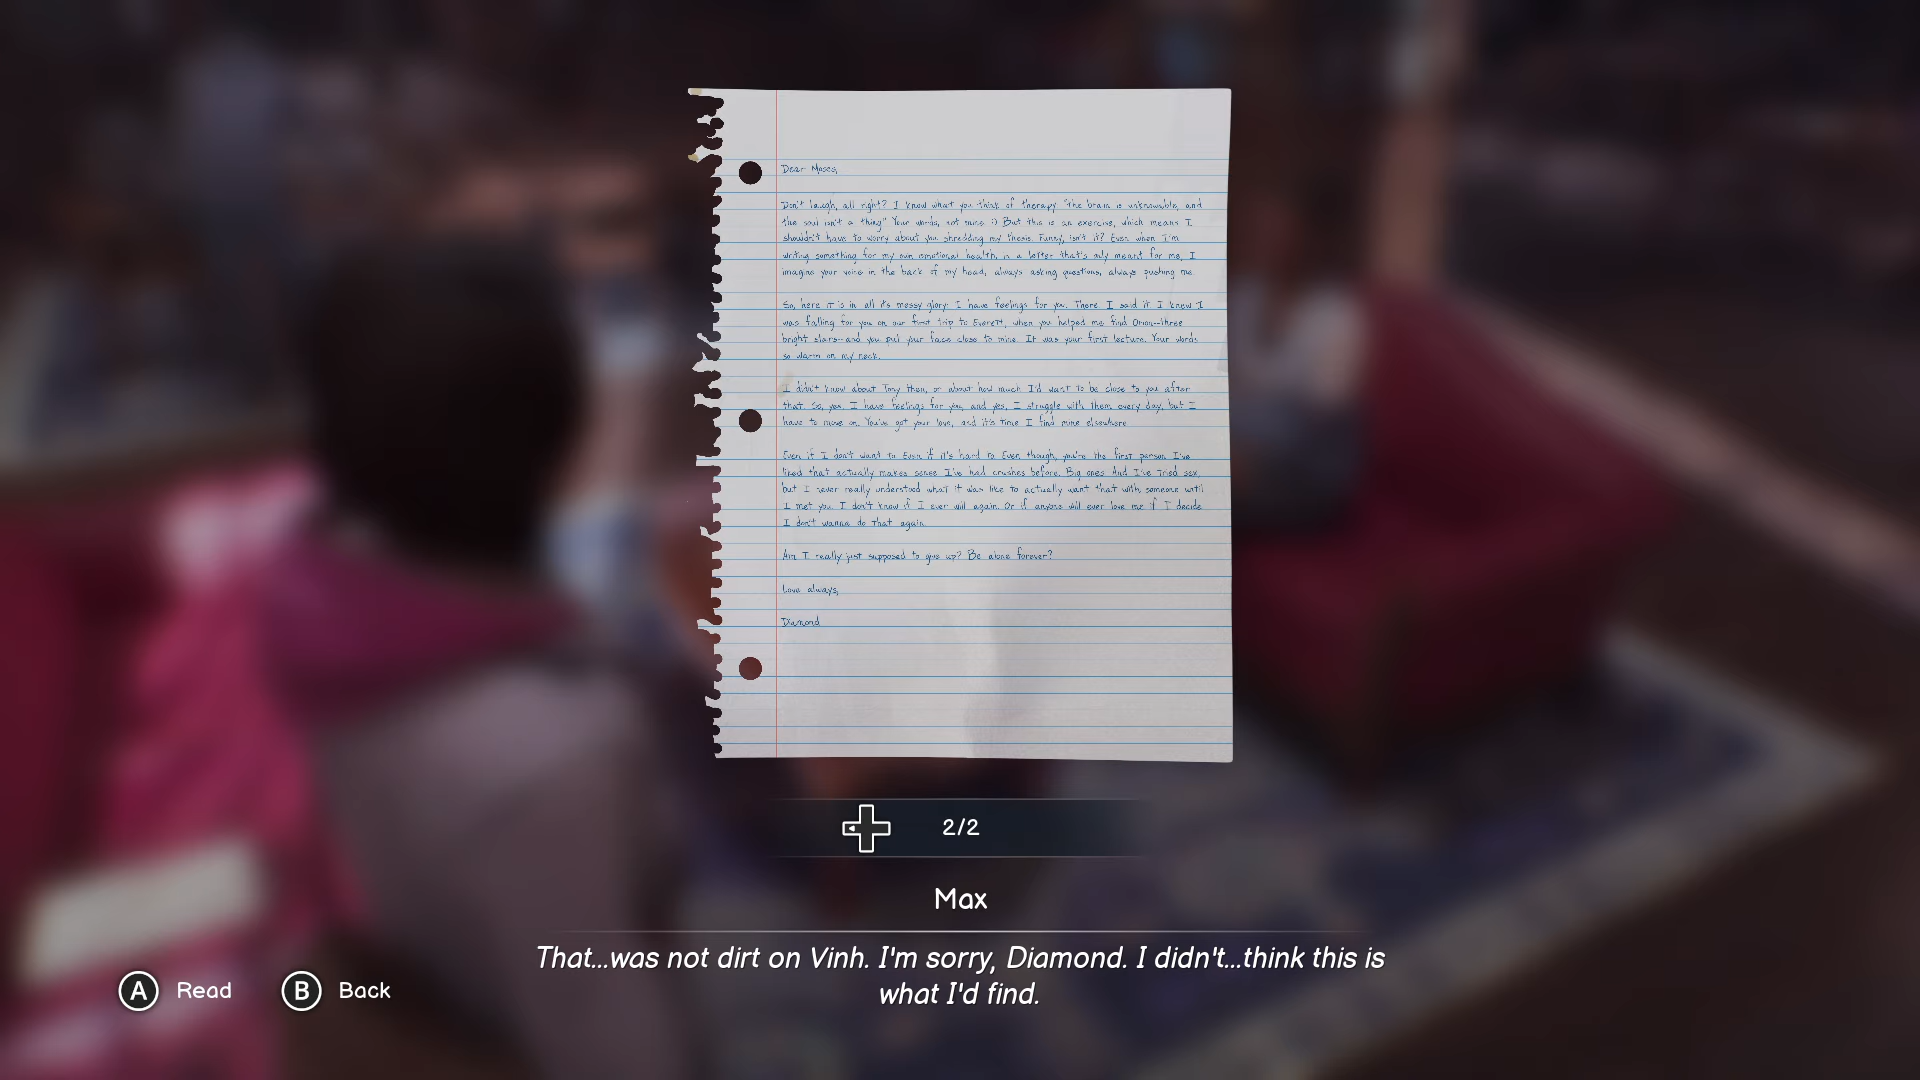 Dear Moses,
Don't laugh, all right? I know what you think of therapy "the brain is unknowable, and
the soul isn't a thing" Your words, not mine :) But this is an exercise, which means I
shouldn't have to worry about you shredding my thesis. Funny, isn't it? Even when I'm
writing something for my own emotional health, in a letter that's only meant for me, I
imagine your voice in the back of my head, always asking questions, always pushing me
So, here it is in all it's messy glory: I have feelings for you. There. I said it. I knew I
was falling for you on our first trip to Everett, when you helped me find Orion--three
bright stars--and you put your face close to mine. It was your first lecture. Your words
so warm on my neck.
I didn't know about Tony then, or about how much I'd want to be close to you after
that. So, yes. I have feelings for you, and yes, I struggle with them every day, but I
have to move on. You've got your love, and it's time I find mine elsewhere
Even if I don't want to Even if it's hard to Even though, you're the first person I've
liked that actually makes sense I've had crushes before. Big ones And I've tried sex,
but I never really understood what it was like to actually want that with someone until
I met you. I don't know if I ever will again. Or if anyone will ever love me if I decide
I don't wanna do that again.
Am I really just supposed to give up? Be alone forever?
Love always,
Diamond
2/2
Max
That...was not dirt on Vinh. I'm sorry, Diamond. I didn't...think this is
what I'd find.
A Read B Back